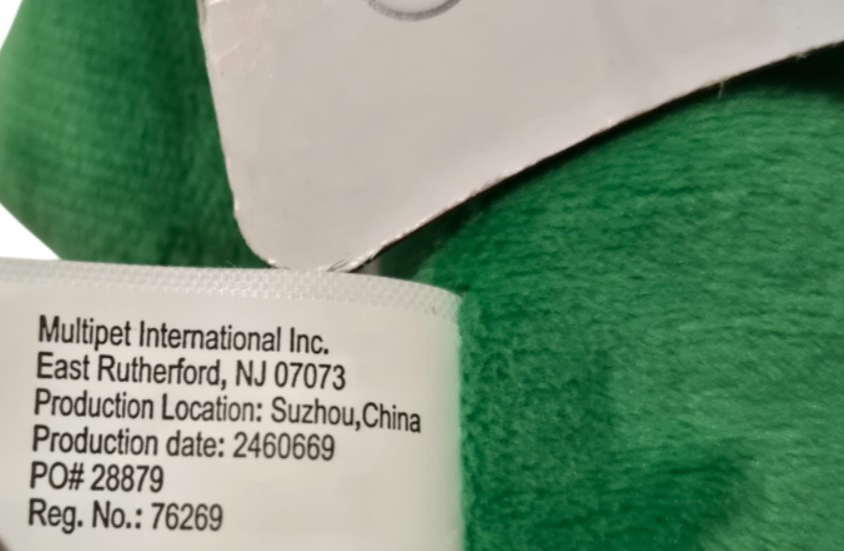 Multipet International Inc.
East Rutherford, NJ 07073
Production Location: Suzhou,China
Production date: 2460669
PO# 28879
Reg. No.: 76269